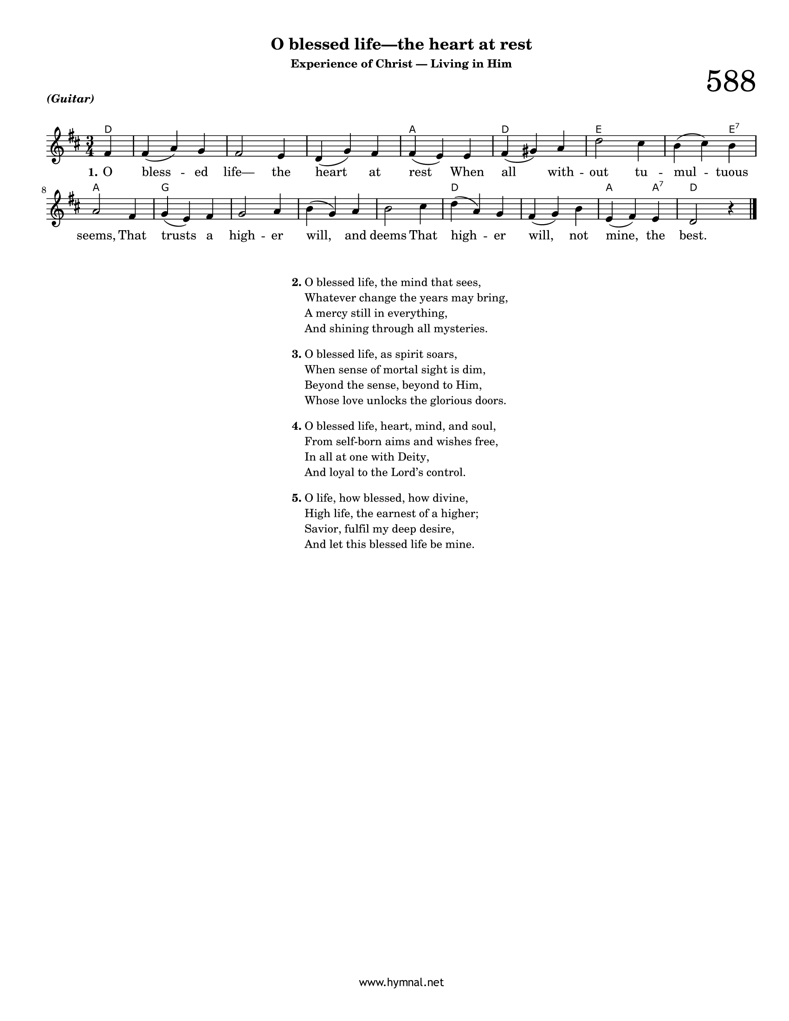 O blessed life—the heart at rest
Experience of Christ — Living in Him
588
(Guitar)
D A D E E7
3 4
1. O bless - ed life— the heart at rest When all with - out tu - mul - tuous
8 A G D A A7 D
seems, That trusts a high - er will, and deems That high - er will, not mine, the best.
2. O blessed life, the mind that sees,
Whatever change the years may bring,
A mercy still in everything,
And shining through all mysteries.
3. O blessed life, as spirit soars,
When sense of mortal sight is dim,
Beyond the sense, beyond to Him,
Whose love unlocks the glorious doors.
4. O blessed life, heart, mind, and soul,
From self-born aims and wishes free,
In all at one with Deity,
And loyal to the Lord's control.
5. O life, how blessed, how divine,
High life, the earnest of a higher;
Savior, fulfil my deep desire,
And let this blessed life be mine.
www.hymnal.net